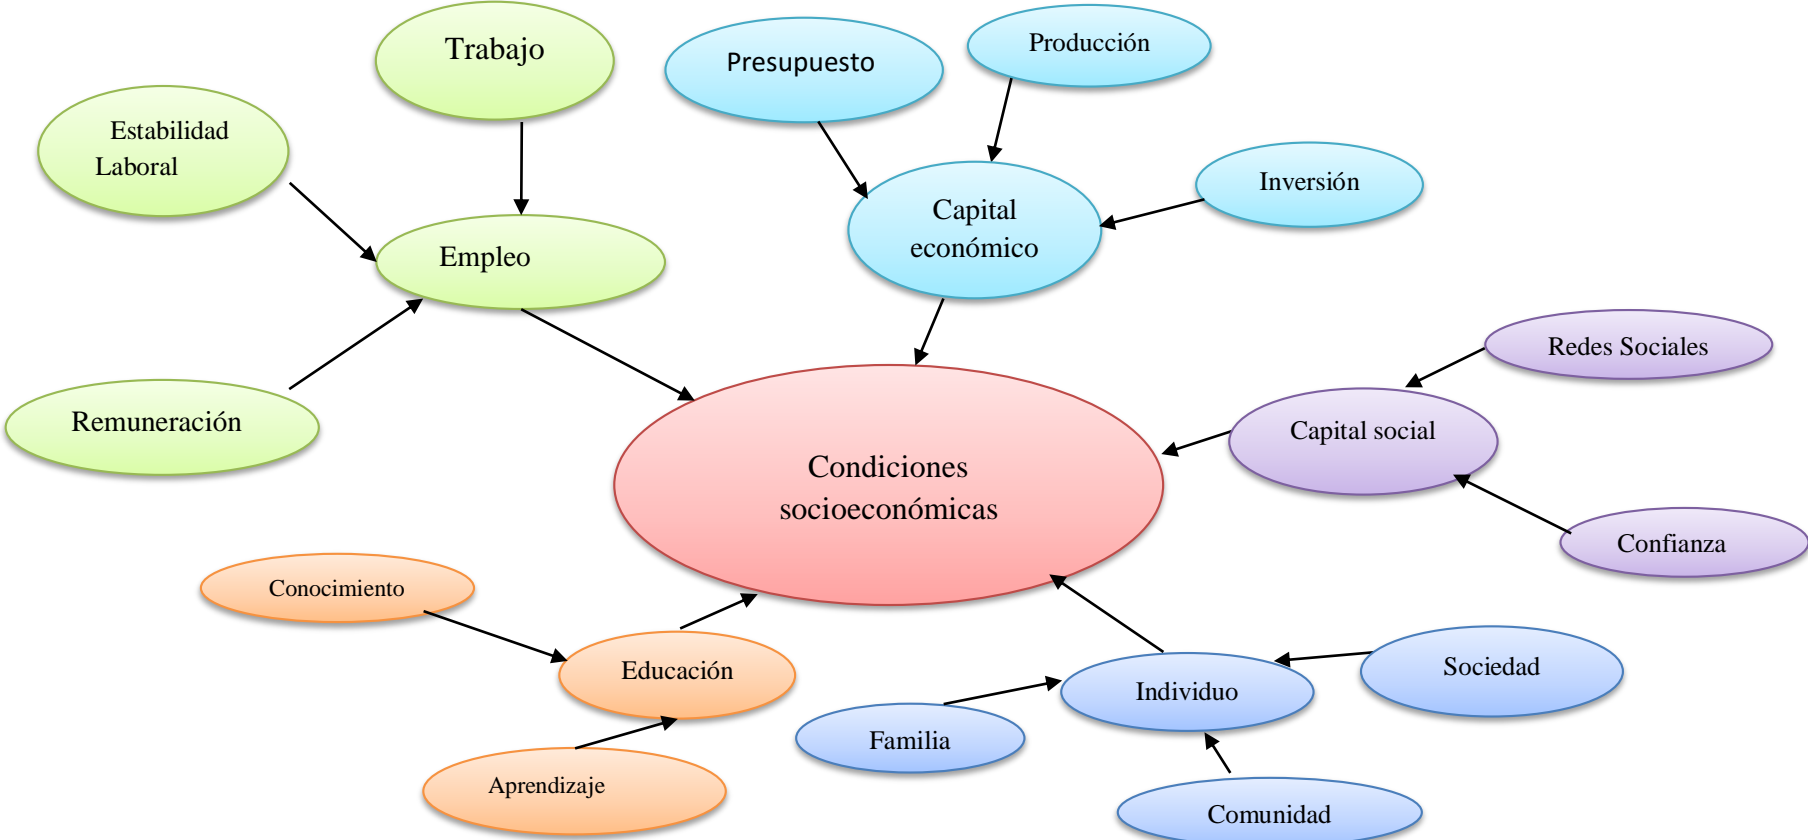 Trabajo
Presupuesto
Producción
Estabilidad
Laboral
Inversión
Capital
económico
Empleo
Redes Sociales
Remuneración
Capital social
Condiciones
socioeconómicas
Confianza
Conocimiento
Educación
Sociedad
Individuo
Familia
Aprendizaje
Comunidad